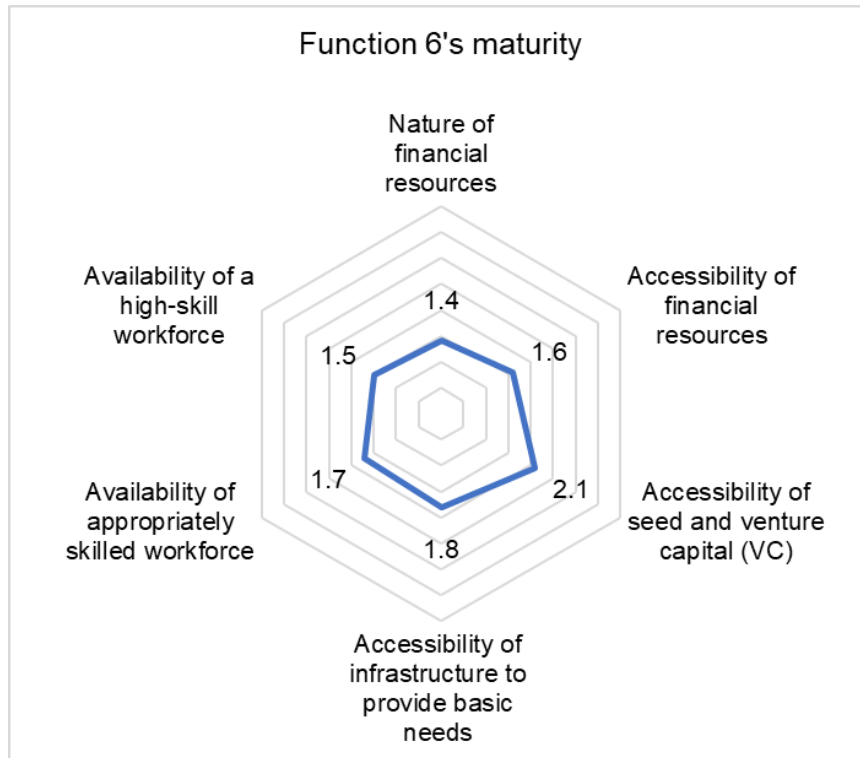 Function 6's maturity
Nature of
financial
resources
Accessibility of
financial
resources
Accessibility of
seed and venture
capital (VC)
Accessibility of
infrastructure to
provide basic
needs
Availability of
appropriately
skilled workforce
Availability of a
high-skill
workforce
1.4
1.6
2.1
1.8
1.7
1.5